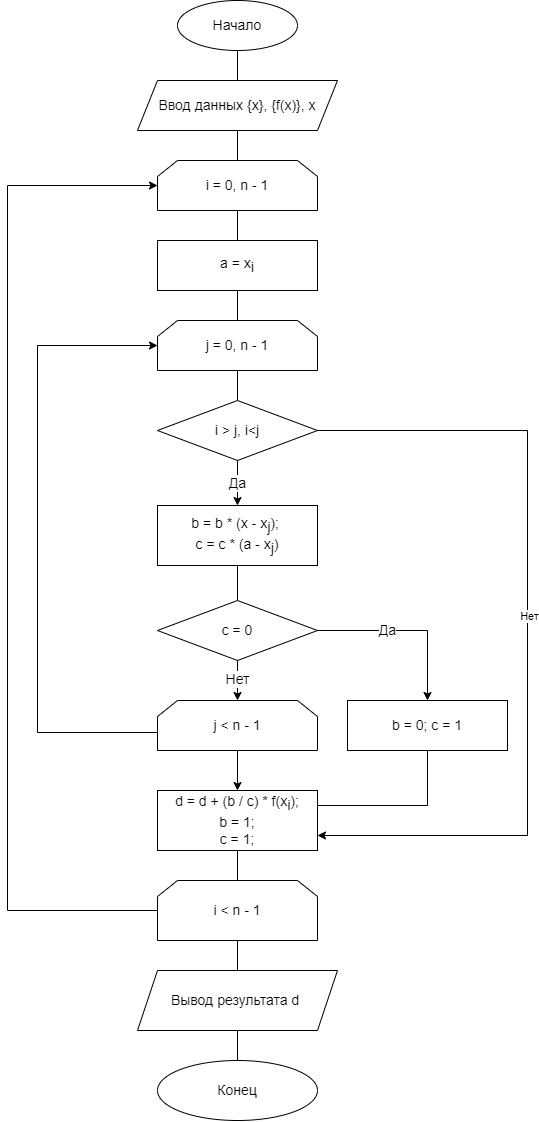 Начало
Ввод данных {x}, {f(x)}, x
i = 0, n - 1
a = xi
j = 0, n - 1
i > j, i<j
Да
b = b * (x - xj);
c = c * (a - xj)
Нет
c = 0
Да
Нет
j < n - 1
b = 0; c = 1
d = d + (b / c) * f(xi);
b = 1;
c = 1;
i < n - 1
Вывод результата d
Конец